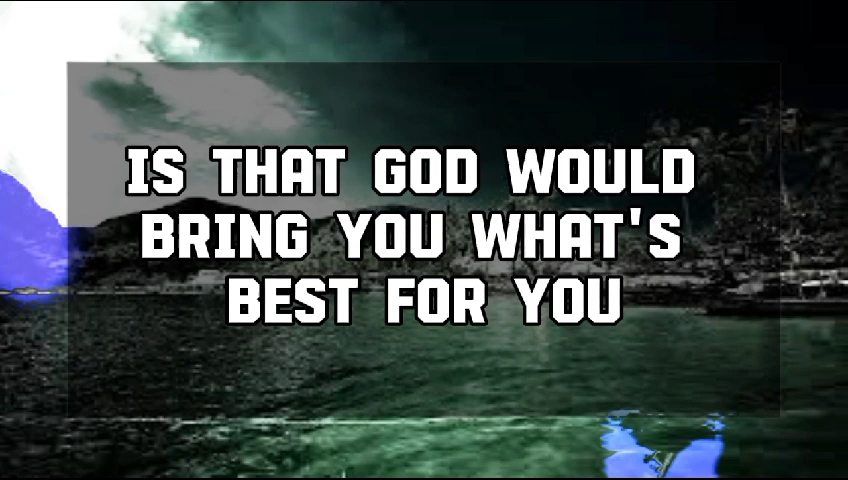 IS THAT GOD WOULD
BRING YOU WHAT'S
BEST FOR YOU